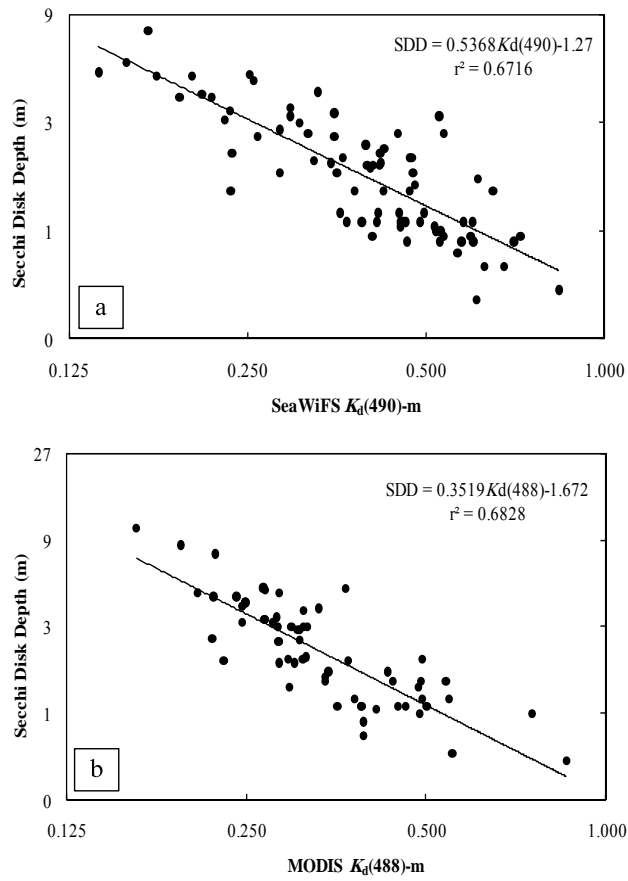 9
SDD = 0.5368Kd(490)-1.27
r² = 0.6716
3
Secchi Disk Depth (m)
1
a
0
0.125 0.250 0.500 1.000
SeaWiFS Kd(490)-m
27
SDD = 0.3519Kd(488)-1.672
r² = 0.6828
9
Secchi Disk Depth (m)
3
1
b
0
0.125 0.250 0.500 1.000
MODIS Kd(488)-m